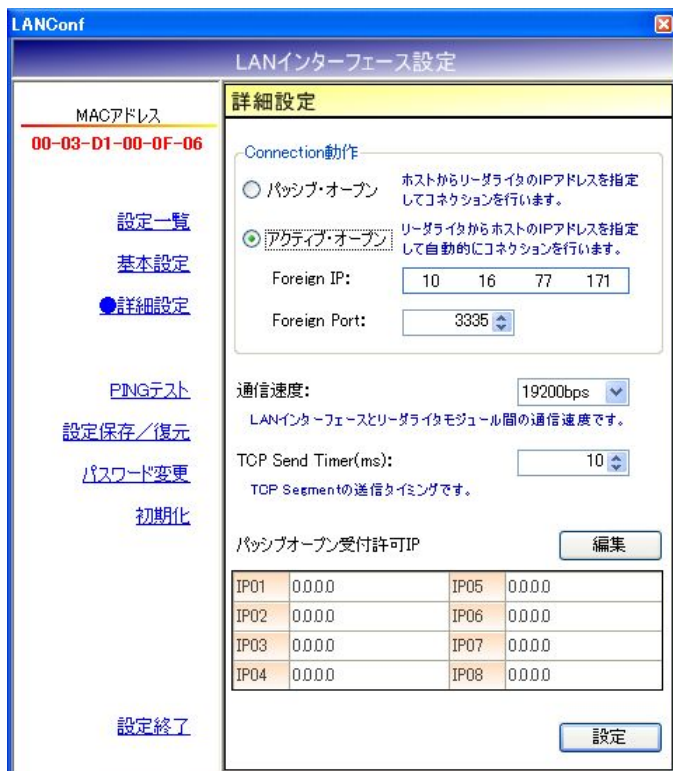 LANConf
LANインターフェース設定
MACアドレス
00-03-D1-00-0F-06
設定一覧
基本設定
●詳細設定
PINGテスト
設定保存/復元
パスワード変更
初期化
設定終了
詳細設定
Connection動作
パッシブ・オープン
ホストからリーダライタのIPアドレスを指定
してコネクションを行います。
アクティブ・オープン
リーダライタからホストのIPアドレスを指定
して自動的にコネクションを行います。
Foreign IP: 10 16 77 171
Foreign Port: 3335
通信速度: 19200bps
LANインターフェースとリーダライタモジュール間の通信速度です。
TCP Send Timer(ms): 10
TCP Segmentの送信タイミングです。
パッシブオープン受付許可IP 編集
IP01 0.0.0.0 IP05 0.0.0.0
IP02 0.0.0.0 IP06 0.0.0.0
IP03 0.0.0.0 IP07 0.0.0.0
IP04 0.0.0.0 IP08 0.0.0.0
設定